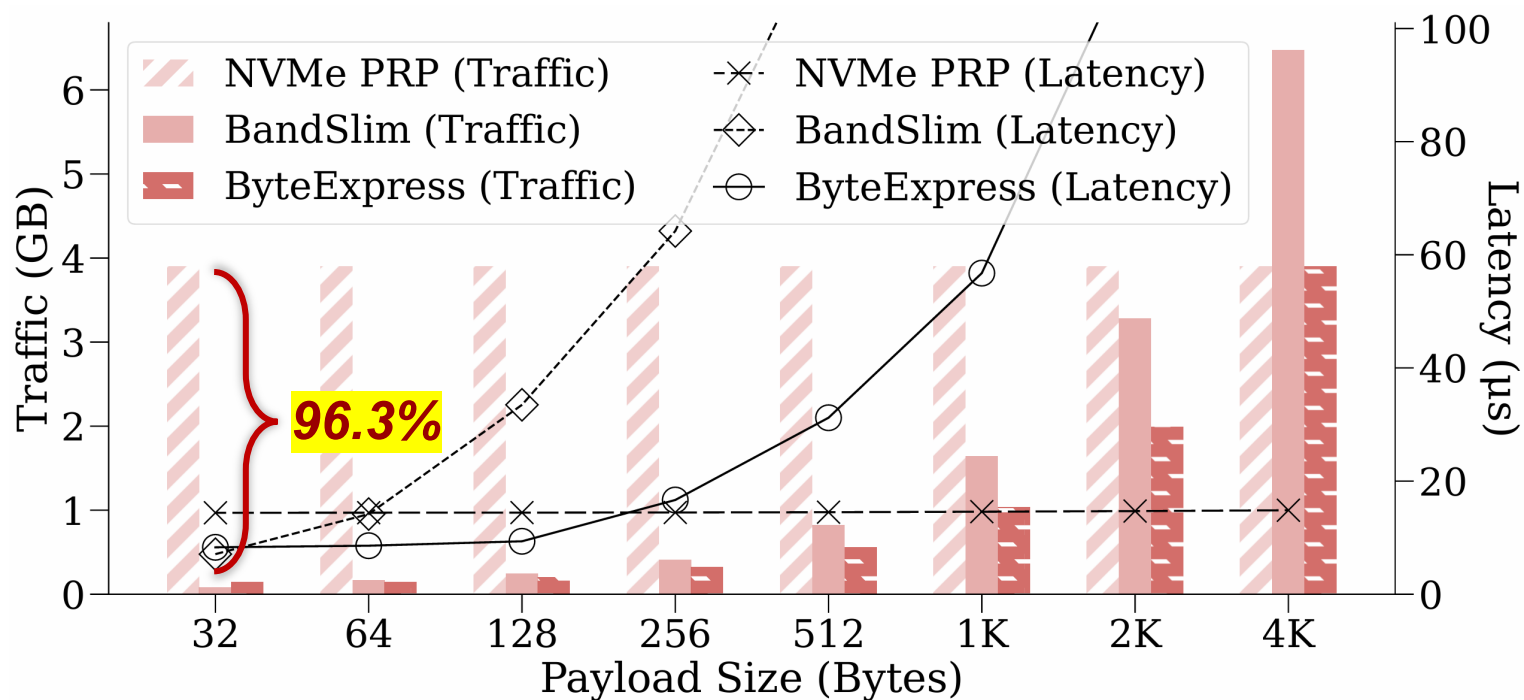 NVMe PRP (Traffic)
BandSlim (Traffic)
ByteExpress (Traffic)
NVMe PRP (Latency)
BandSlim (Latency)
ByteExpress (Latency)
Traffic (GB)
6
5
4
3
2
1
0
96.3%
100
80
60
40
20
0
Latency (μs)
32 64 128 256 512 1K 2K 4K
Payload Size (Bytes)